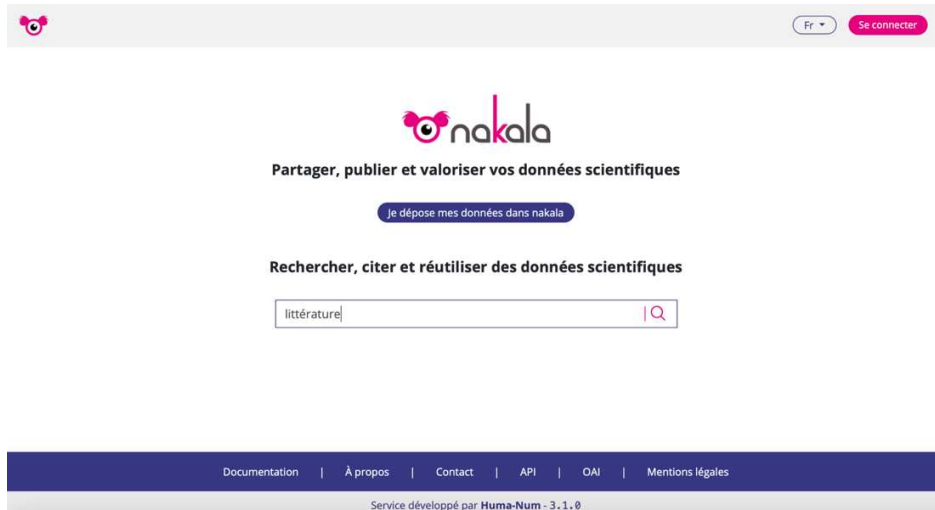 Fr
Se connecter
nakala
Partager, publier et valoriser vos données scientifiques
Je dépose mes données dans nakala
Rechercher, citer et réutiliser des données scientifiques
littérature
Documentation | À propos | Contact | API | OAI | Mentions légales
Service développé par Huma-Num - 3.1.0